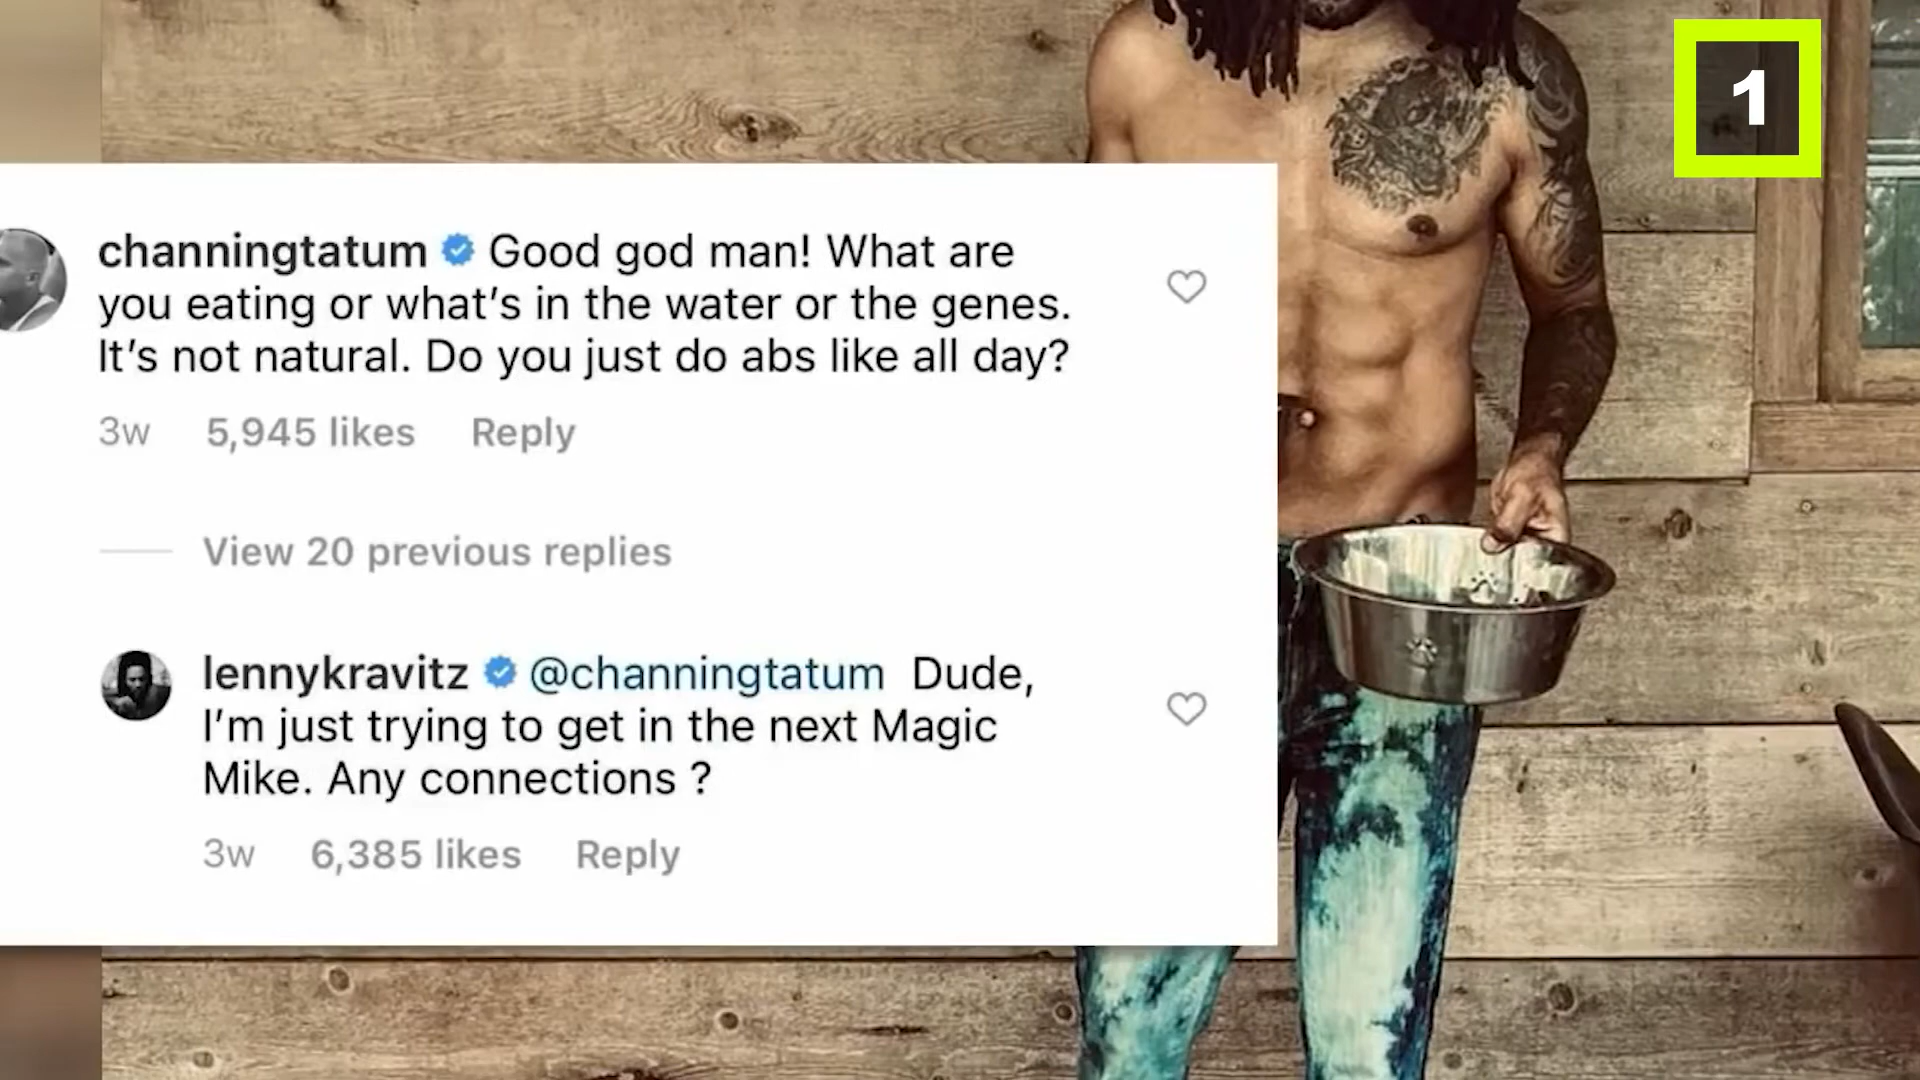 1
channingtatum Good god man! What are
you eating or what’s in the water or the genes.
It’s not natural. Do you just do abs like all day?
3w 5,945 likes Reply
View 20 previous replies
lennykravitz @channingtatum Dude,
I’m just trying to get in the next Magic
Mike. Any connections ?
3w 6,385 likes Reply